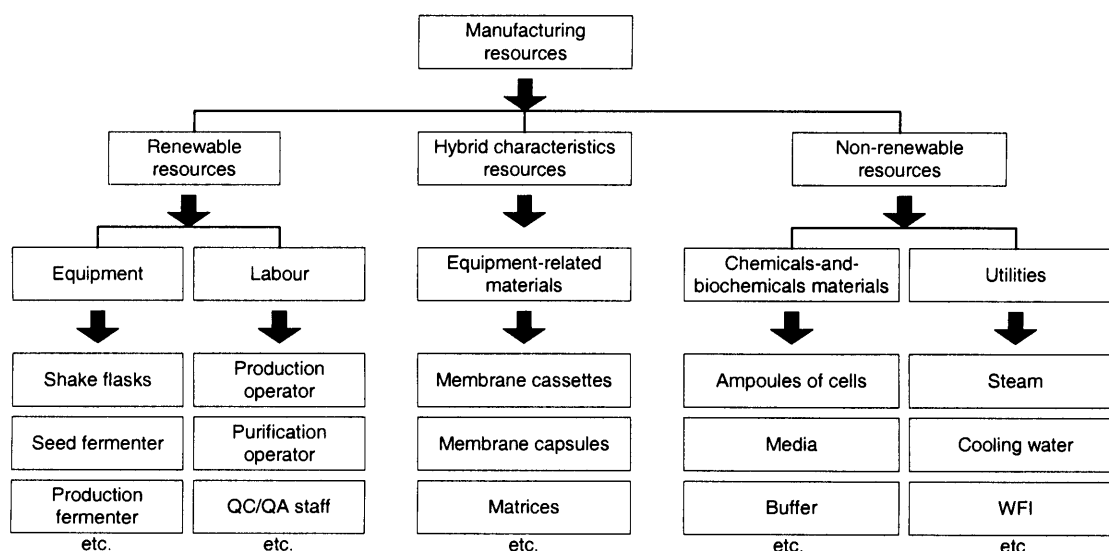 Manufacturing
resources
Renewable
resources
Hybrid characteristics
resources
Non-renewable
resources
Equipment
Labour
Equipment-related
materials
Chemicals-and-
biochemicals materials
Utilities
Shake flasks
Production
operator
Membrane cassettes
Ampoules of cells
Steam
Seed fermenter
Purification
operator
Membrane capsules
Media
Cooling water
Production
fermenter
QC/QA staff
Matrices
Buffer
WFI
etc.
etc.
etc.
etc.
etc